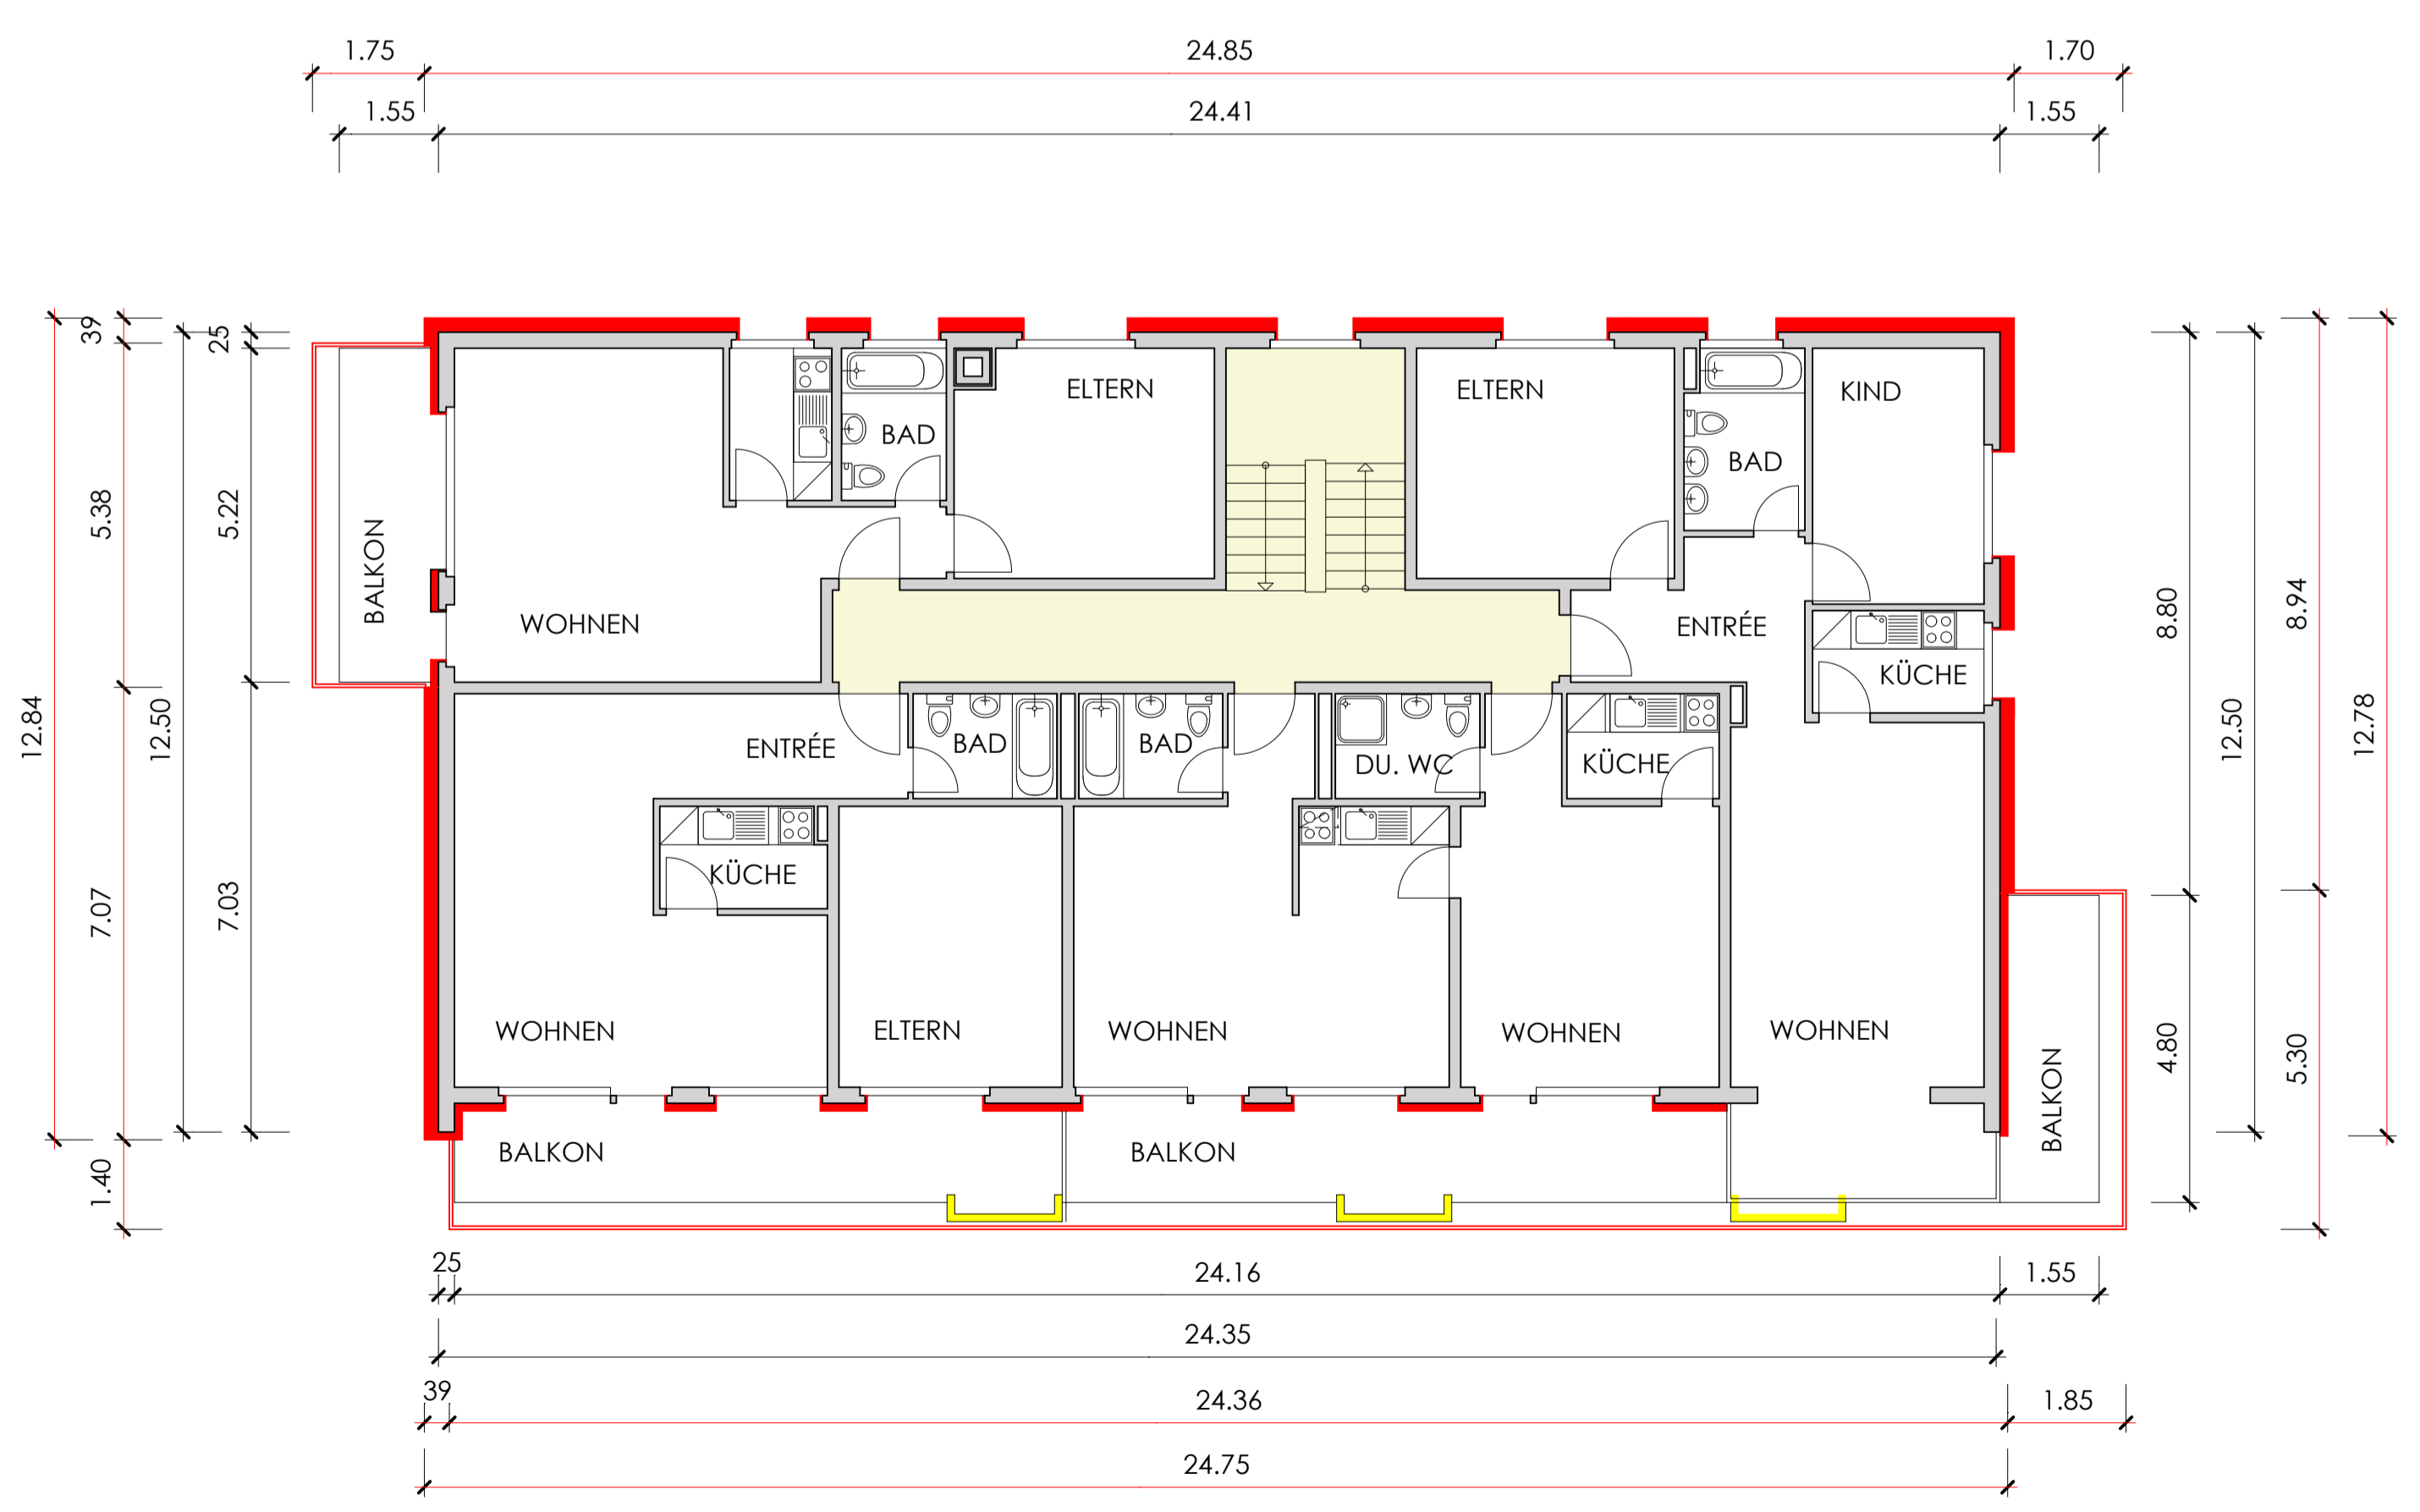 1.75 24.85 1.70
1.55 24.41 1.55
39
25
ELTERN ELTERN KIND
BAD
BAD
5.38
5.22
BALKON
WOHNEN
ENTRÉE
8.80
8.94
KÜCHE
12.84
12.50
12.50
12.78
ENTRÉE
BAD
BAD
DU. WC
KÜCHE
KÜCHE
7.07
7.03
WOHNEN
ELTERN
WOHNEN
WOHNEN
WOHNEN
4.80
5.30
BALKON
1.40
BALKON
BALKON
25 24.16 1.55
24.35
39 24.36 1.85
24.75